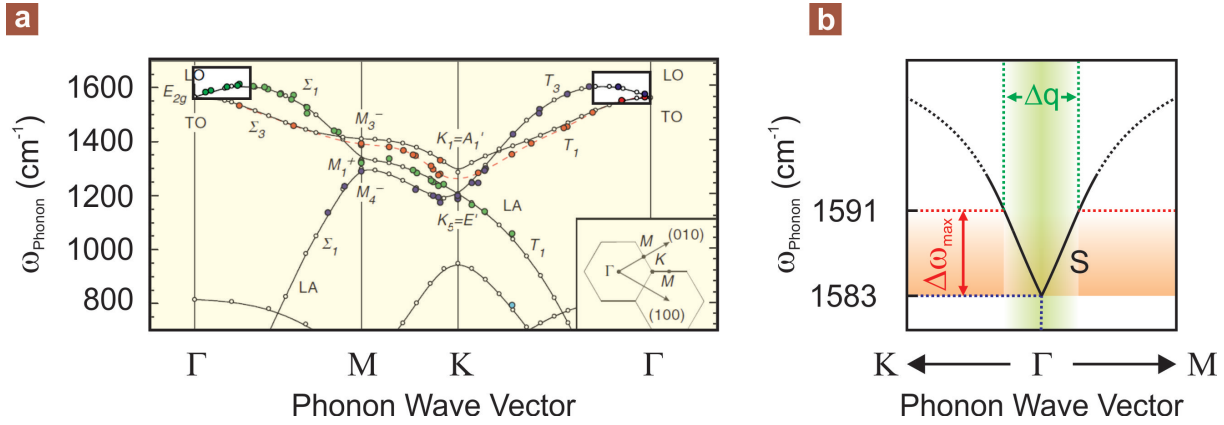 a
ω_Phonon (cm⁻¹)
1600
1400
1200
1000
800
LO
E₂g
TO
Σ₁
Σ₃
M₃⁻
M₁⁺
M₄⁻
K₁=A₁'
K₅=E'
T₃
LO
TO
T₁
LA
T₁
Σ₁
LA
M
(010)
Γ
K
M
(100)
Γ M K Γ
Phonon Wave Vector
b
ω_Phonon (cm⁻¹)
1591
1583
Δq
Δω_max
S
K Γ M
Phonon Wave Vector